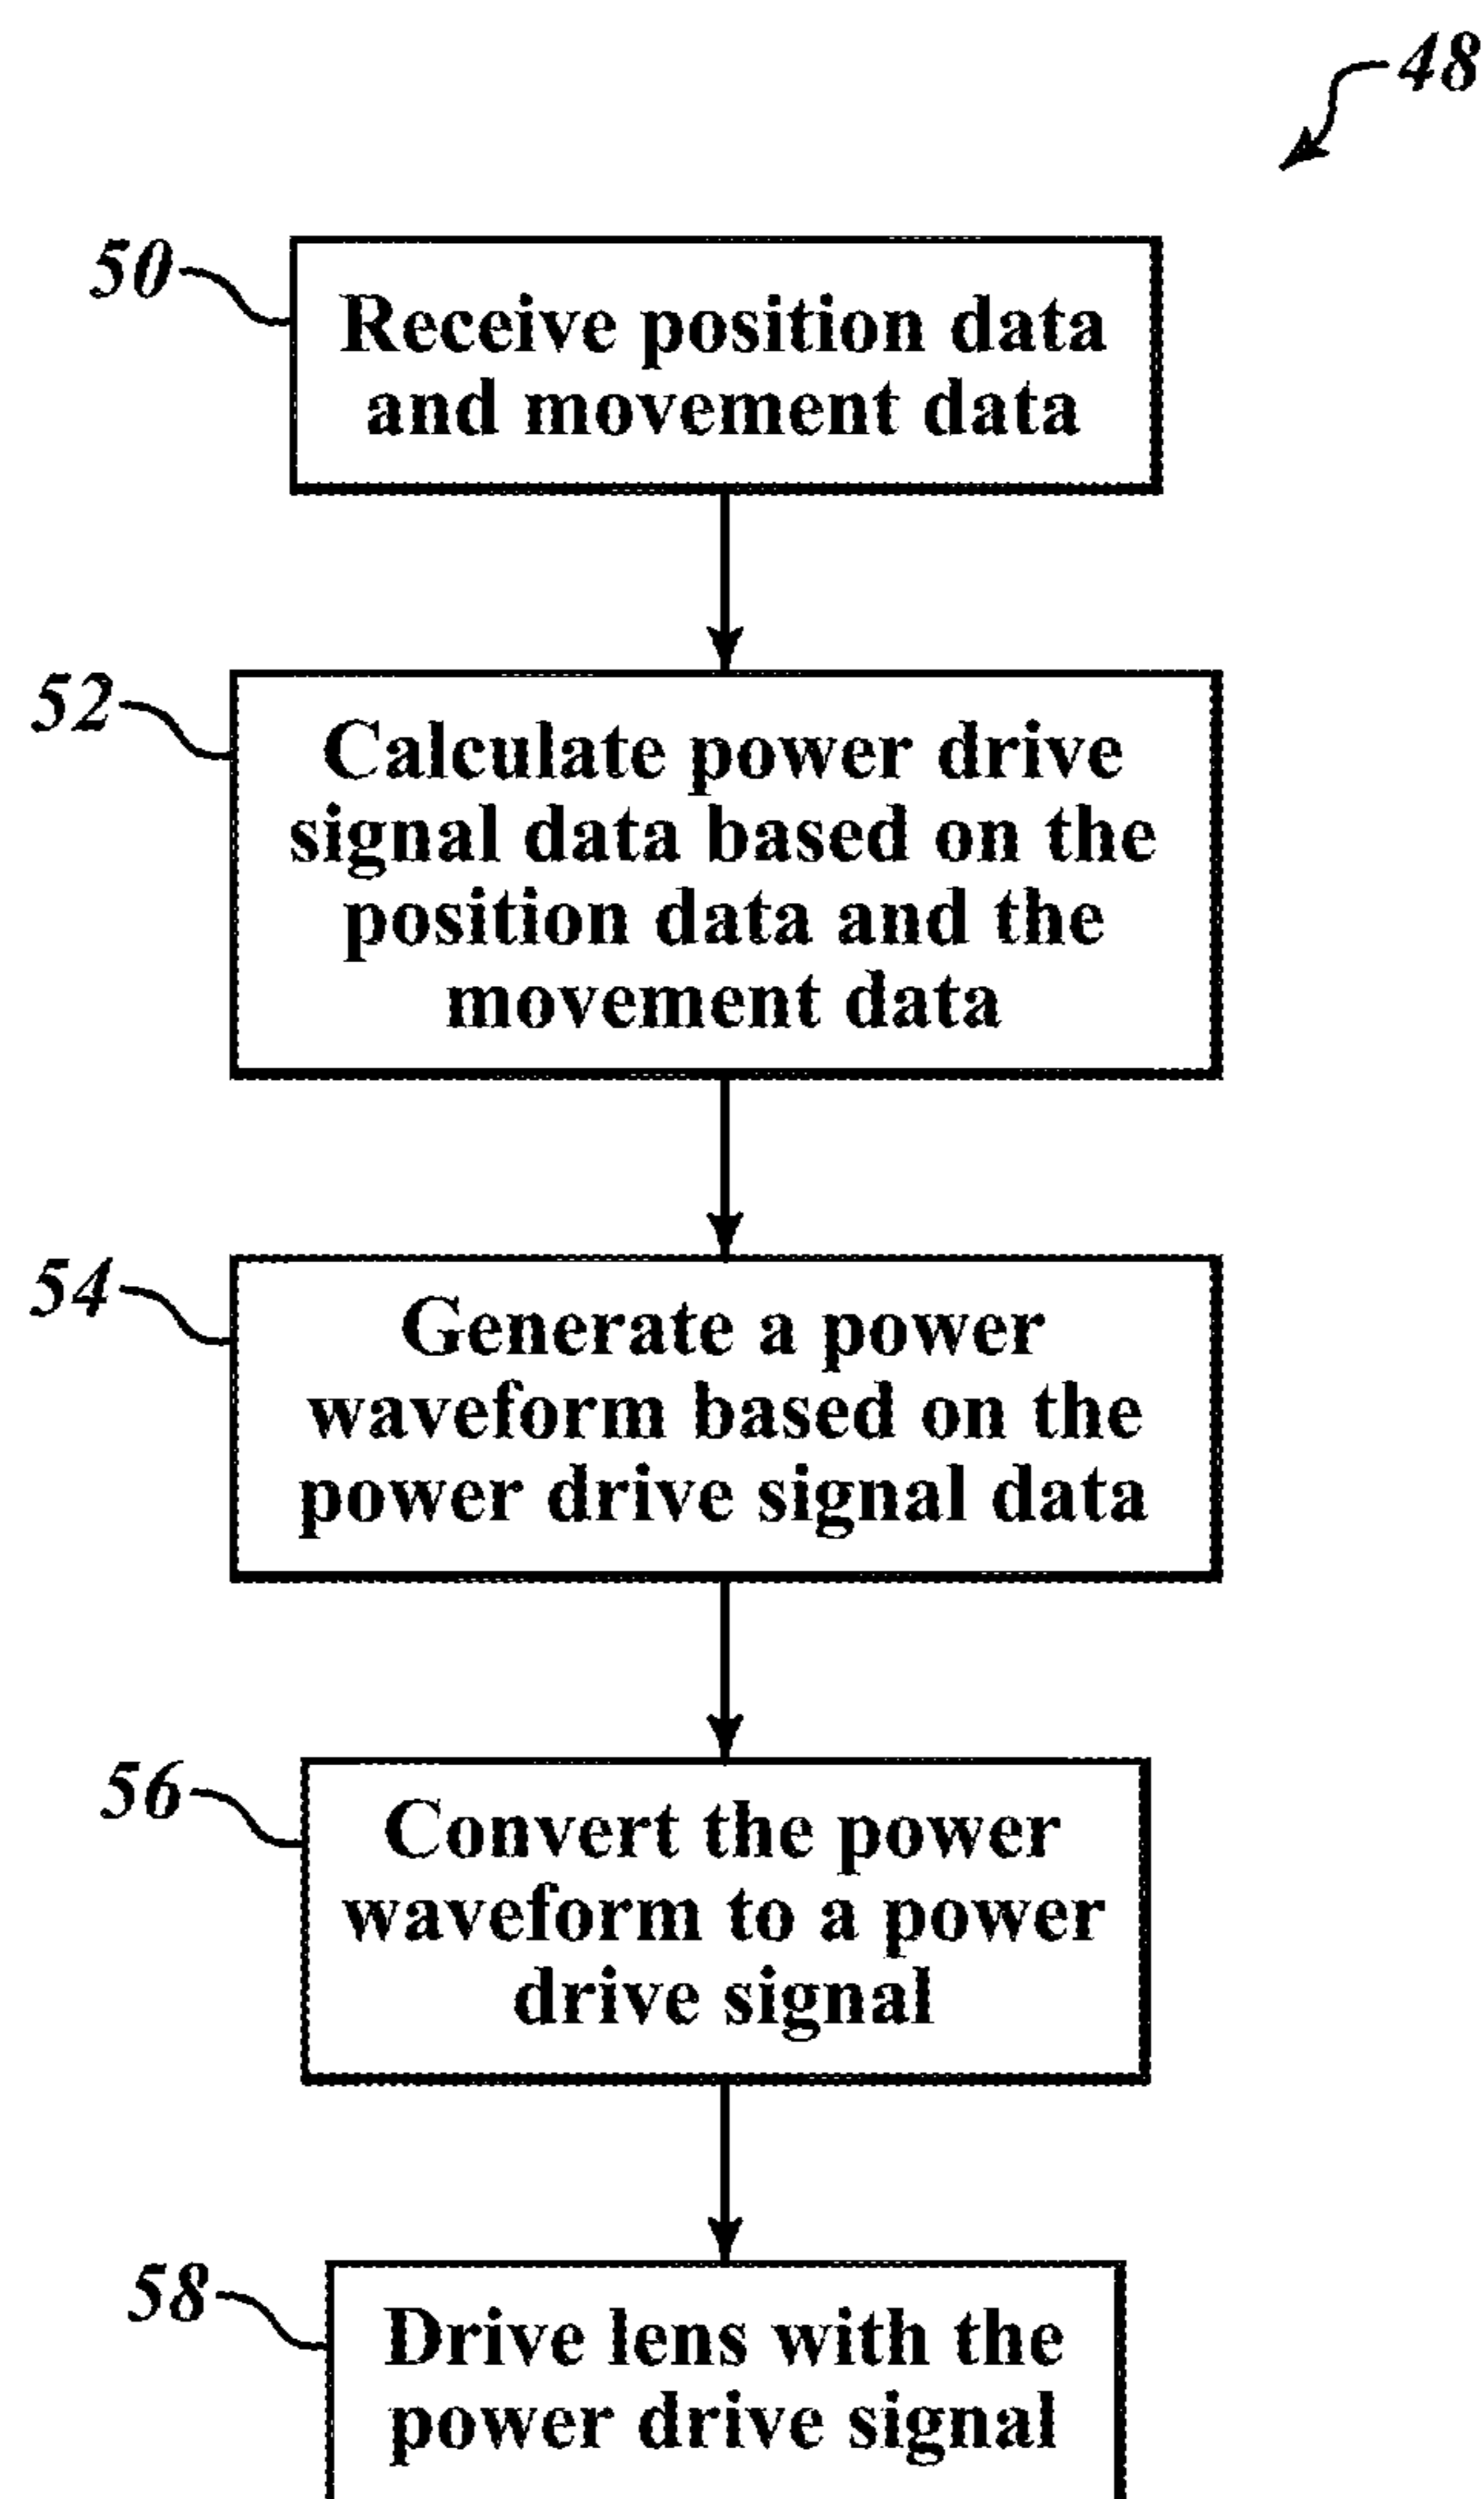 48
50
Receive position data
and movement data
52
Calculate power drive
signal data based on the
position data and the
movement data
54
Generate a power
waveform based on the
power drive signal data
56
Convert the power
waveform to a power
drive signal
58
Drive lens with the
power drive signal